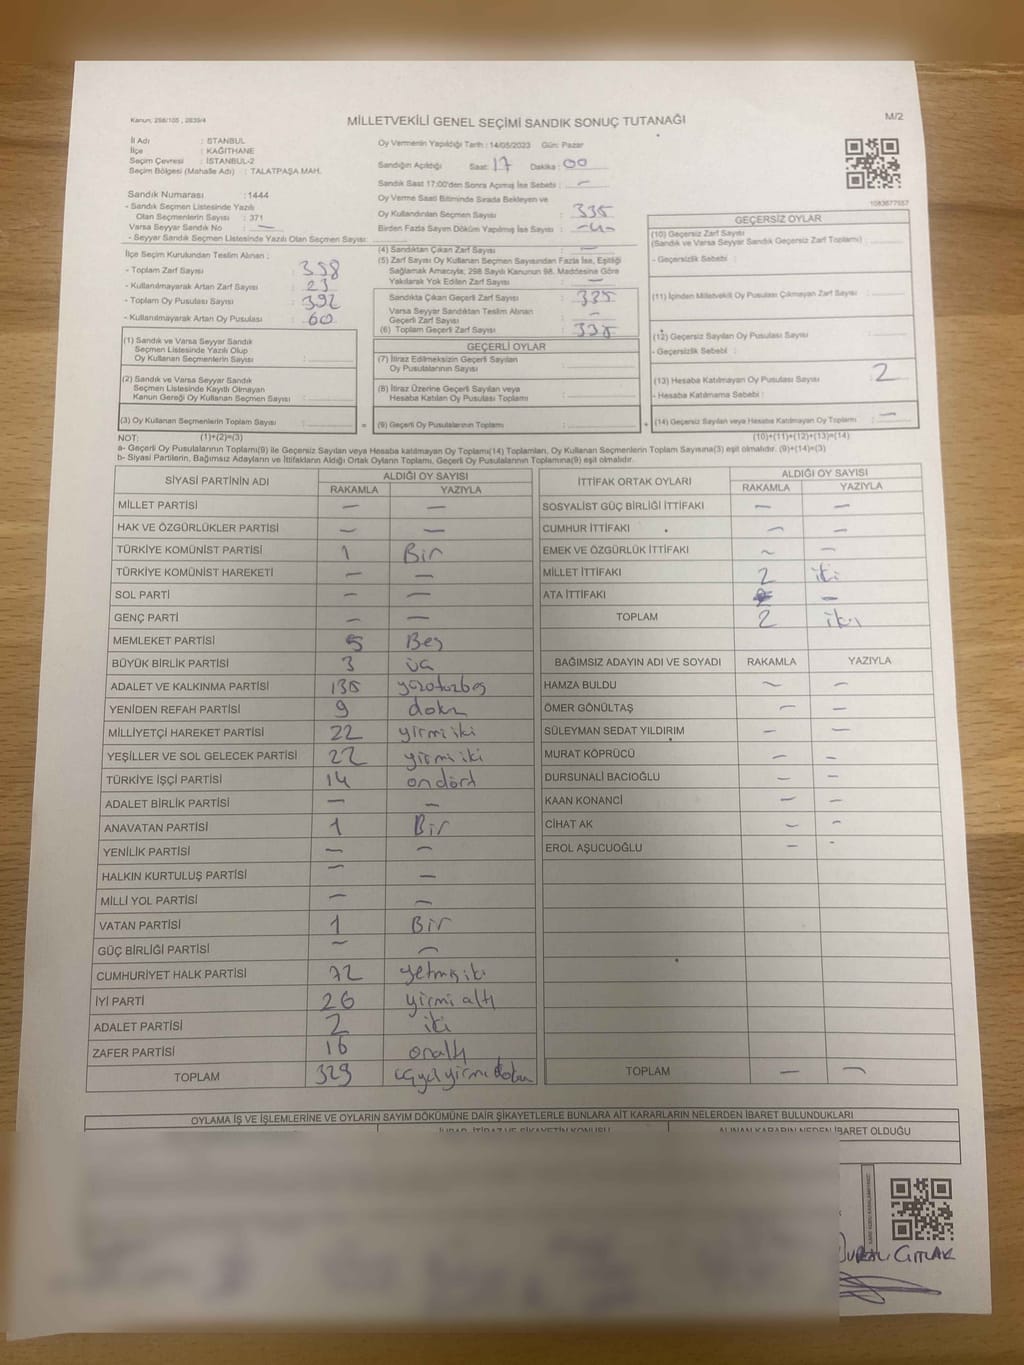 Kanun: 298/105 , 2839/4
MİLLETVEKİLİ GENEL SEÇİMİ SANDIK SONUÇ TUTANAĞI
M/2
İl Adı : İSTANBUL
İlçe : KAĞITHANE
Seçim Çevresi : İSTANBUL-2
Seçim Bölgesi (Mahalle Adı) : TALATPAŞA MAH.
Sandık Numarası : 1444
- Sandık Seçmen Listesinde Yazılı
Olan Seçmenlerin Sayısı : 371
Varsa Seyyar Sandık No : —
- Seyyar Sandık Seçmen Listesinde Yazılı Olan Seçmen Sayısı:
Oy Vermenin Yapıldığı Tarih : 14/05/2023 Gün: Pazar
Sandığın Açıldığı Saat: 17 Dakika : 00
Sandık Saat 17:00'den Sonra Açılmış İse Sebebi : —
Oy Verme Saati Bitiminde Sırada Bekleyen ve
Oy Kullandırılan Seçmen Sayısı : 335
Birden Fazla Sayım Döküm Yapılmış İse Sayısı :
1083677557
İlçe Seçim Kurulundan Teslim Alınan :
- Toplam Zarf Sayısı : 358
- Kullanılmayarak Artan Zarf Sayısı : 23
- Toplam Oy Pusulası Sayısı : 392
- Kullanılmayarak Artan Oy Pusulası : 60
(4) Sandıktan Çıkan Zarf Sayısı : —
(5) Zarf Sayısı Oy Kullanan Seçmen Sayısından Fazla İse, Eşitliği
Sağlamak Amacıyla; 298 Sayılı Kanunun 98. Maddesine Göre
Yakılarak Yok Edilen Zarf Sayısı : —
Sandıkta Çıkan Geçerli Zarf Sayısı : 335
Varsa Seyyar Sandıktan Teslim Alınan
Geçerli Zarf Sayısı : —
(6) Toplam Geçerli Zarf Sayısı : 335
GEÇERSİZ OYLAR
(10) Geçersiz Zarf Sayısı
(Sandık ve Varsa Seyyar Sandık Geçersiz Zarf Toplamı) :
- Geçersizlik Sebebi :
(11) İçinden Milletvekili Oy Pusulası Çıkmayan Zarf Sayısı :
(12) Geçersiz Sayılan Oy Pusulası Sayısı :
- Geçersizlik Sebebi :
(13) Hesaba Katılmayan Oy Pusulası Sayısı : 2
- Hesaba Katılmama Sebebi :
(14) Geçersiz Sayılan veya Hesaba Katılmayan Oy Toplamı : —
(1) Sandık ve Varsa Seyyar Sandık
Seçmen Listesinde Yazılı Olup
Oy Kullanan Seçmenlerin Sayısı :
(2) Sandık ve Varsa Seyyar Sandık
Seçmen Listesinde Kayıtlı Olmayan
Kanun Gereği Oy Kullanan Seçmen Sayısı :
(3) Oy Kullanan Seçmenlerin Toplam Sayısı : =
GEÇERLİ OYLAR
(7) İtiraz Edilmeksizin Geçerli Sayılan
Oy Pusulalarının Sayısı :
(8) İtiraz Üzerine Geçerli Sayılan veya
Hesaba Katılan Oy Pusulası Toplamı :
(9) Geçerli Oy Pusulalarının Toplamı : +
NOT: (1)+(2)=(3) (10)+(11)+(12)+(13)=(14)
a- Geçerli Oy Pusulalarının Toplamı(9) ile Geçersiz Sayılan veya Hesaba katılmayan Oy Toplamı(14) Toplamları, Oy Kullanan Seçmenlerin Toplam Sayısına(3) eşit olmalıdır. (9)+(14)=(3)
b- Siyasi Partilerin, Bağımsız Adayların ve İttifakların Aldığı Ortak Oyların Toplamı, Geçerli Oy Pusulalarının Toplamına(9) eşit olmalıdır.
SİYASİ PARTİNİN ADI ALDIĞI OY SAYISI
RAKAMLA YAZIYLA
MİLLET PARTİSİ — —
HAK VE ÖZGÜRLÜKLER PARTİSİ — —
TÜRKİYE KOMÜNİST PARTİSİ 1 Bir
TÜRKİYE KOMÜNİST HAREKETİ — —
SOL PARTİ — —
GENÇ PARTİ — —
MEMLEKET PARTİSİ 5 Beş
BÜYÜK BİRLİK PARTİSİ 3 üç
ADALET VE KALKINMA PARTİSİ 135 yüzotuzbeş
YENİDEN REFAH PARTİSİ 9 dokuz
MİLLİYETÇİ HAREKET PARTİSİ 22 yirmi iki
YEŞİLLER VE SOL GELECEK PARTİSİ 22 yirmi iki
TÜRKİYE İŞÇİ PARTİSİ 14 ondört
ADALET BİRLİK PARTİSİ — —
ANAVATAN PARTİSİ 1 Bir
YENİLİK PARTİSİ — —
HALKIN KURTULUŞ PARTİSİ — —
MİLLİ YOL PARTİSİ — —
VATAN PARTİSİ 1 Bir
GÜÇ BİRLİĞİ PARTİSİ — —
CUMHURİYET HALK PARTİSİ 72 yetmiş iki
İYİ PARTİ 26 yirmi altı
ADALET PARTİSİ 2 iki
ZAFER PARTİSİ 16 onaltı
TOPLAM 329 üçyüzyirmi dokuz
İTTİFAK ORTAK OYLARI ALDIĞI OY SAYISI
RAKAMLA YAZIYLA
SOSYALİST GÜÇ BİRLİĞİ İTTİFAKI — —
CUMHUR İTTİFAKI — —
EMEK VE ÖZGÜRLÜK İTTİFAKI — —
MİLLET İTTİFAKI 2 iki
ATA İTTİFAKI —
TOPLAM 2 iki
BAĞIMSIZ ADAYIN ADI VE SOYADI RAKAMLA YAZIYLA
HAMZA BULDU — —
ÖMER GÖNÜLTAŞ — —
SÜLEYMAN SEDAT YILDIRIM — —
MURAT KÖPRÜCÜ — —
DURSUNALİ BACIOĞLU — —
KAAN KONANCİ — —
CİHAT AK — —
EROL AŞUCUOĞLU — -
TOPLAM — —
OYLAMA İŞ VE İŞLEMLERİNE VE OYLARIN SAYIM DÖKÜMÜNE DAİR ŞİKAYETLERLE BUNLARA AİT KARARLARIN NELERDEN İBARET BULUNDUKLARI
İHBAR, İTİRAZ VE ŞİKAYETİN KONUSU ALINAN KARARIN NEDEN İBARET OLDUĞU